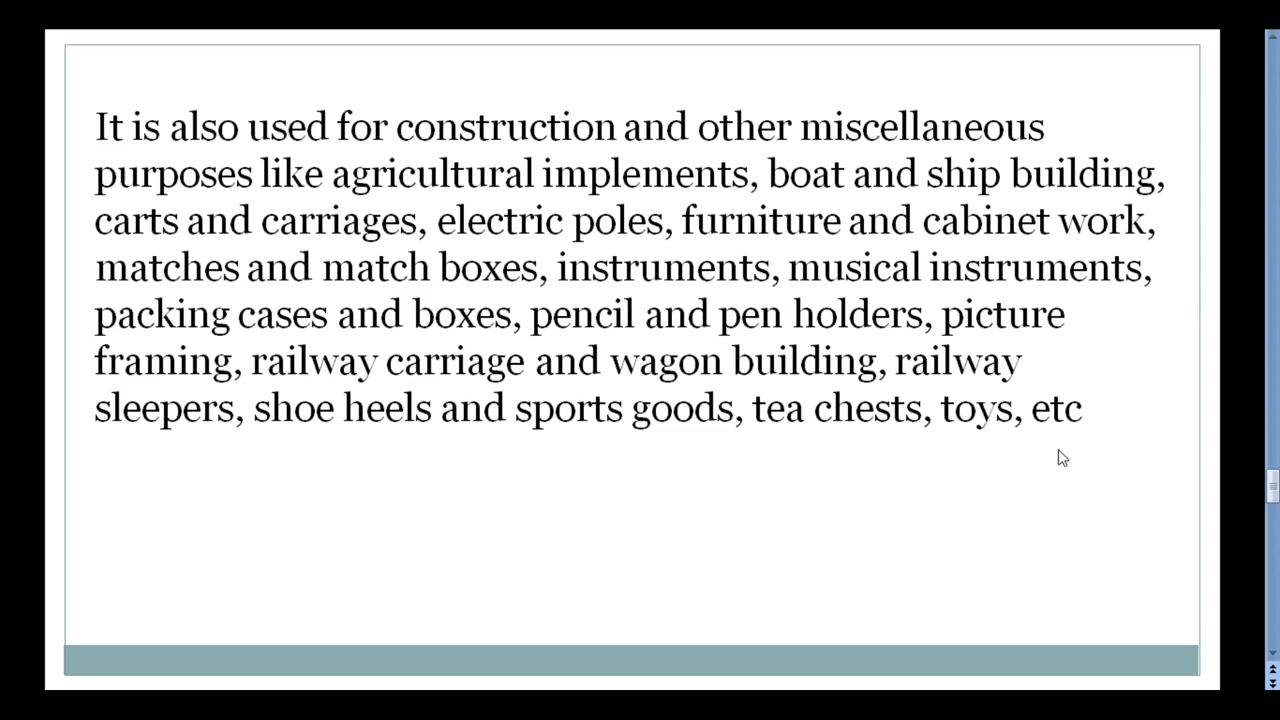 It is also used for construction and other miscellaneous
purposes like agricultural implements, boat and ship building,
carts and carriages, electric poles, furniture and cabinet work,
matches and match boxes, instruments, musical instruments,
packing cases and boxes, pencil and pen holders, picture
framing, railway carriage and wagon building, railway
sleepers, shoe heels and sports goods, tea chests, toys, etc